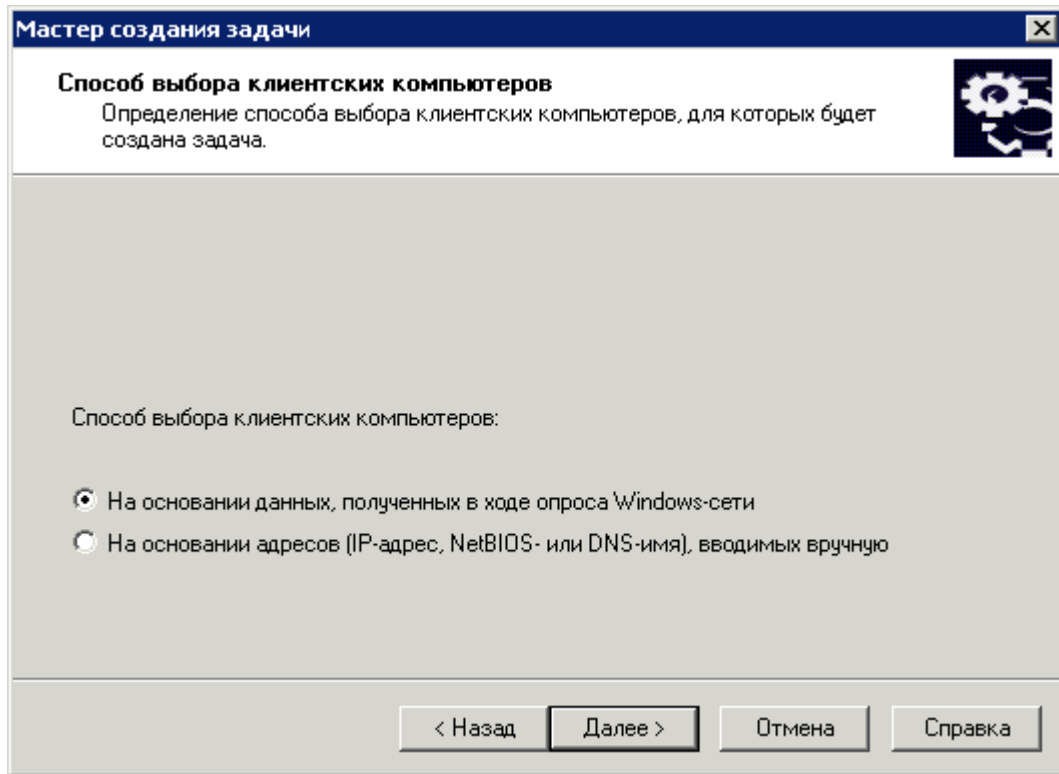 Мастер создания задачи
Способ выбора клиентских компьютеров
Определение способа выбора клиентских компьютеров, для которых будет
создана задача.
Способ выбора клиентских компьютеров:
На основании данных, полученных в ходе опроса Windows-сети
На основании адресов (IP-адрес, NetBIOS- или DNS-имя), вводимых вручную
< Назад
Далее >
Отмена
Справка